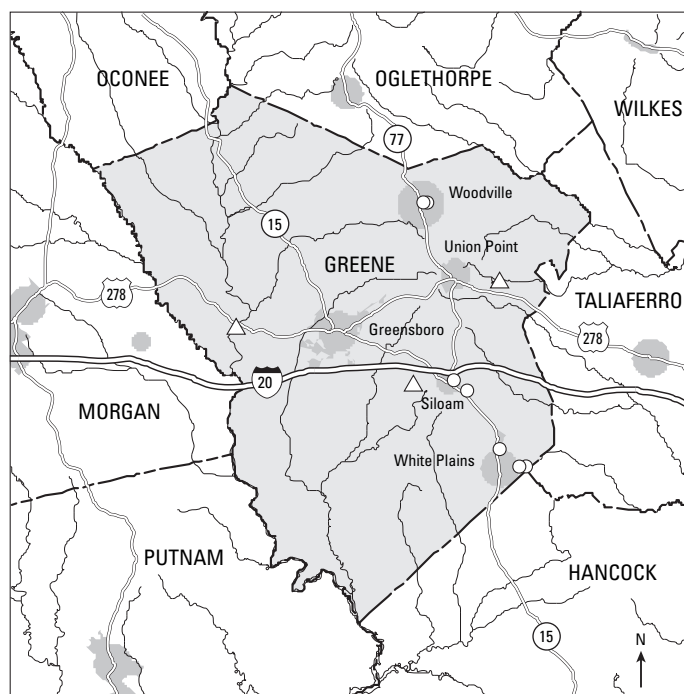 OCONEE
OGLETHORPE
WILKES
77
Woodville
15
Union Point
GREENE
278
TALIAFERRO
Greensboro
278
20
MORGAN
Siloam
White Plains
PUTNAM
HANCOCK
15
N